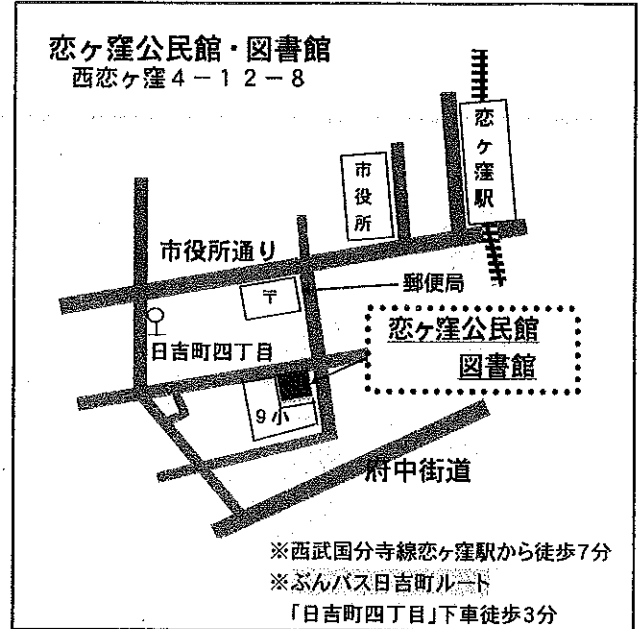 恋ヶ窪公民館・図書館
西恋ヶ窪4－12－8
恋ヶ窪駅
市役所
市役所通り
〒
郵便局
恋ヶ窪公民館
図書館
日吉町四丁目
9小
府中街道
※西武国分寺線恋ヶ窪駅から徒歩7分
※ぶんバス日吉町ルート
「日吉町四丁目」下車徒歩3分